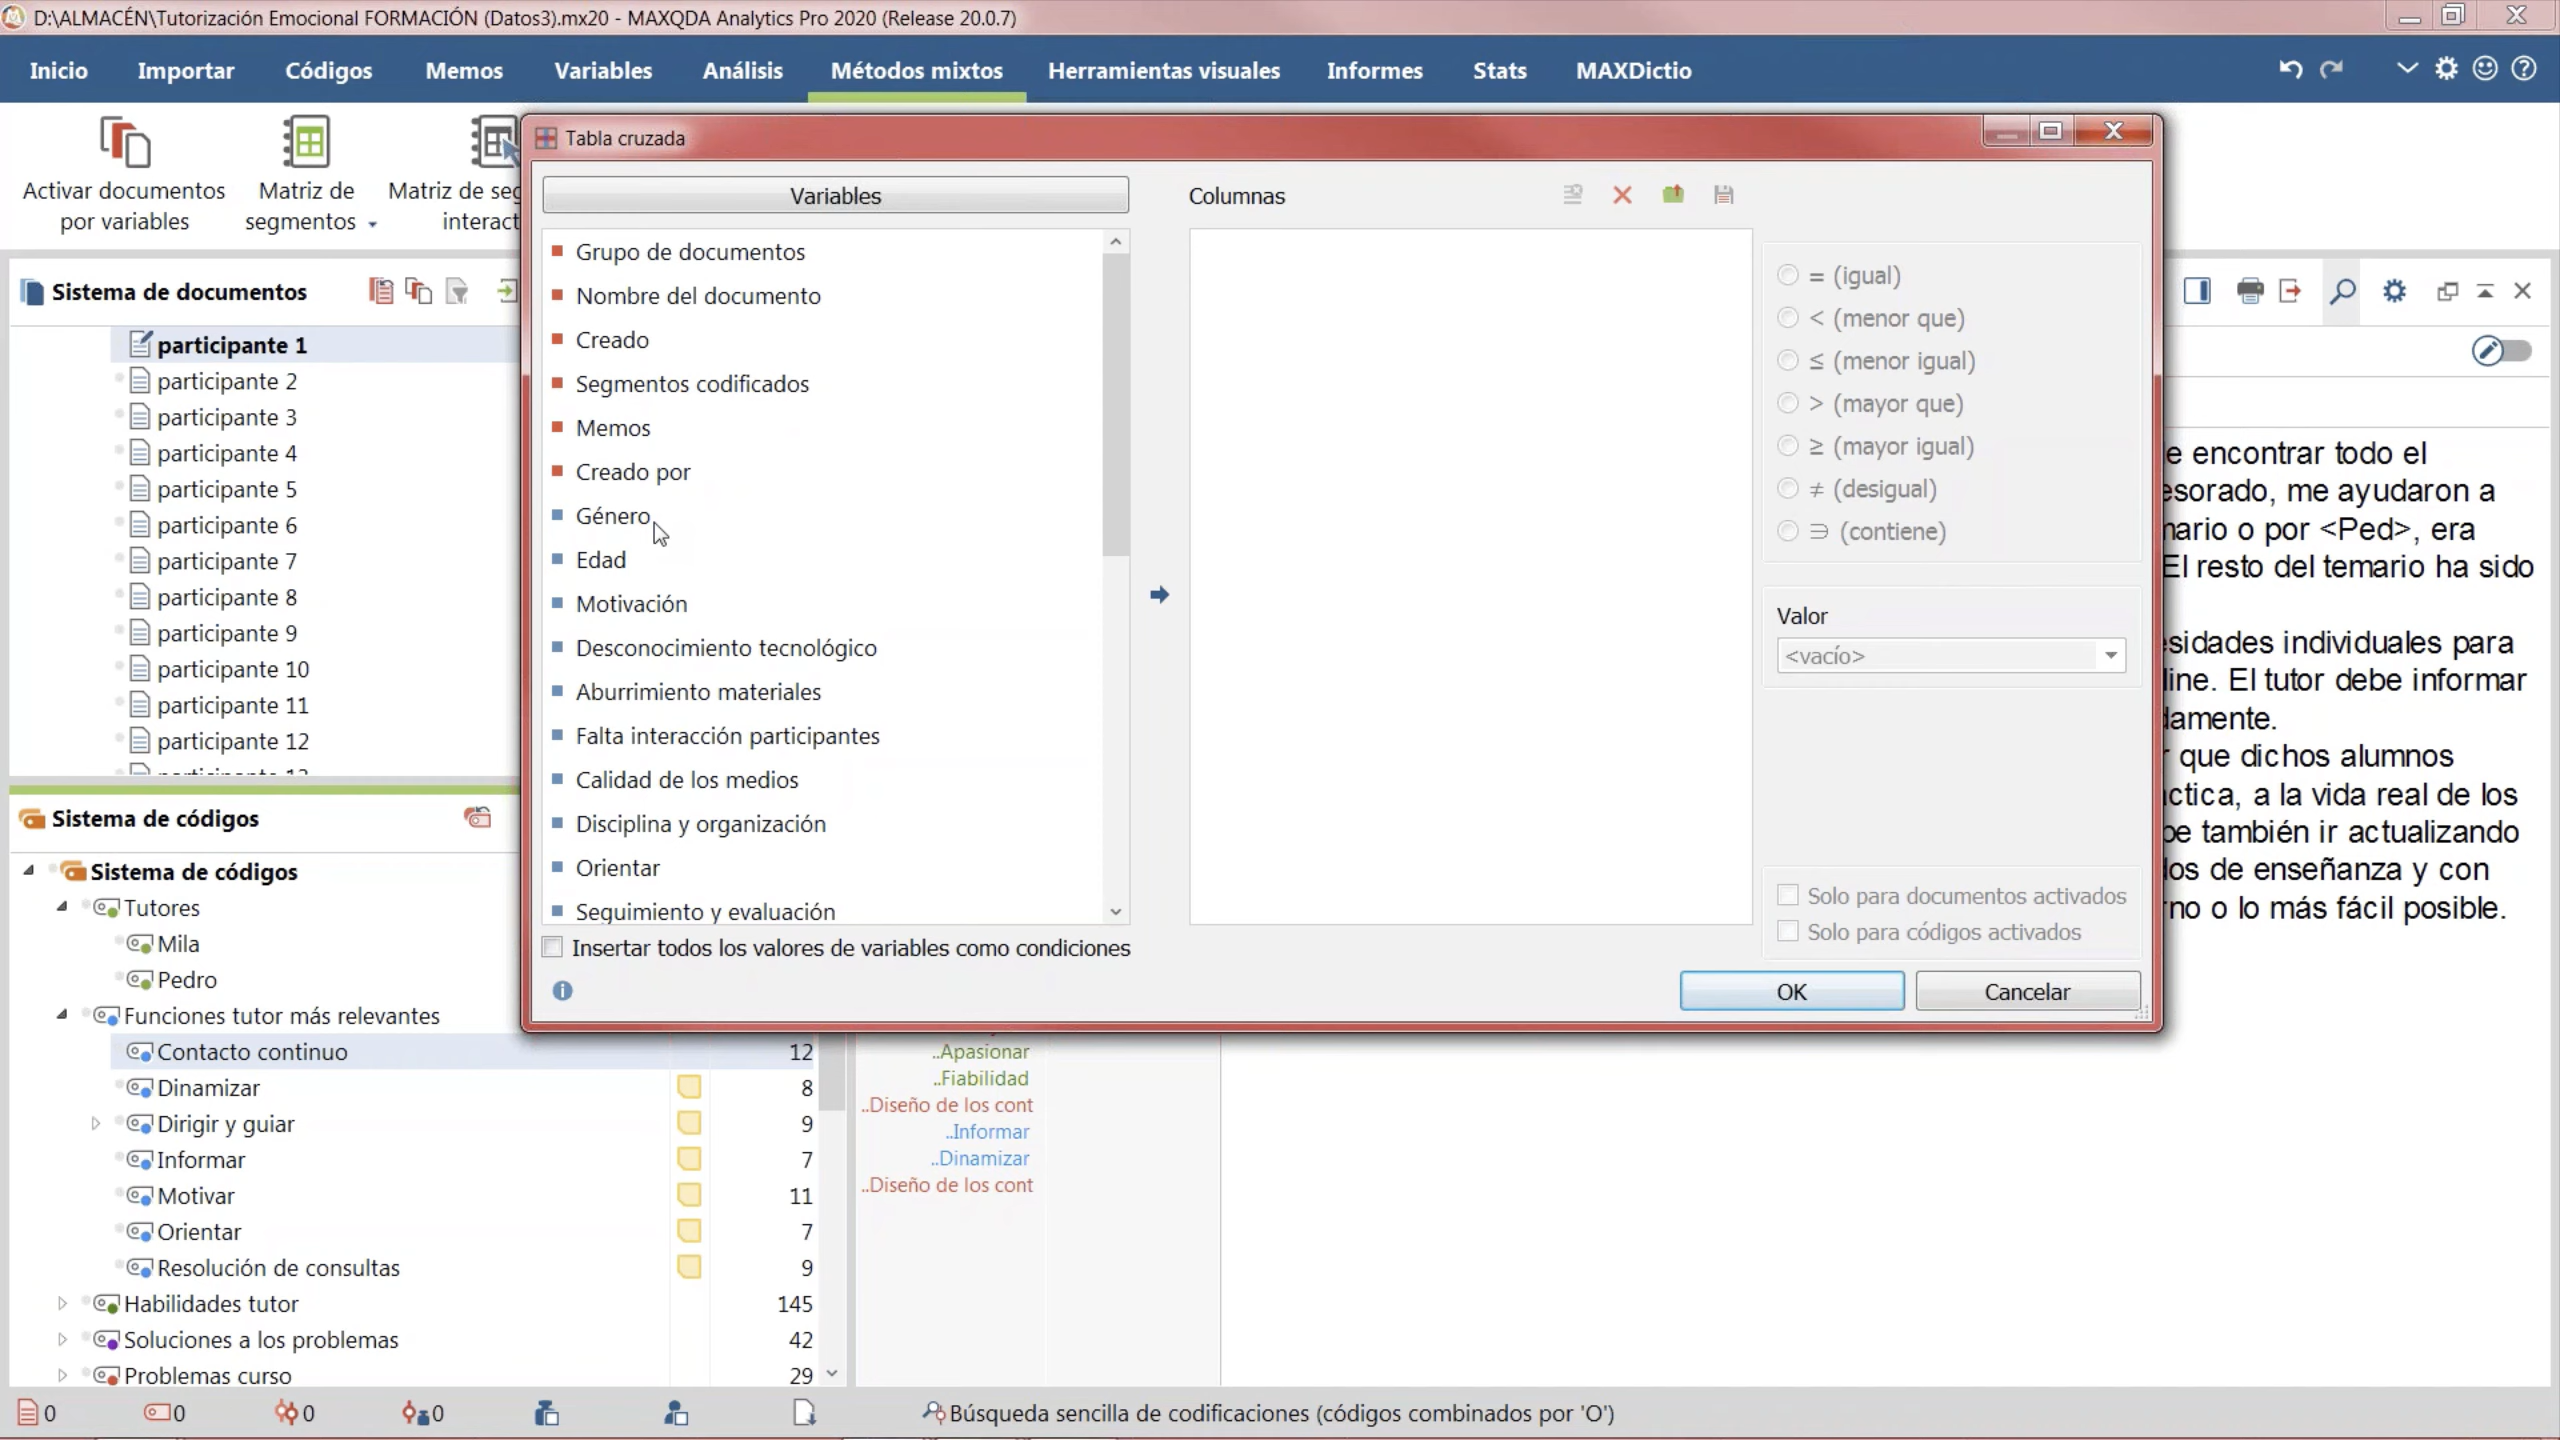 D:\ALMACÉN\Tutorización Emocional FORMACIÓN (Datos3).mx20 - MAXQDA Analytics Pro 2020 (Release 20.0.7)
Inicio Importar Códigos Memos Variables Análisis Métodos mixtos Herramientas visuales Informes Stats MAXDictio
Activar documentos
por variables
Matriz de
segmentos
Matriz de seg
interact
Sistema de documentos
participante 1
participante 2
participante 3
participante 4
participante 5
participante 6
participante 7
participante 8
participante 9
participante 10
participante 11
participante 12
Tabla cruzada
Variables
Grupo de documentos
Nombre del documento
Creado
Segmentos codificados
Memos
Creado por
Género
Edad
Motivación
Desconocimiento tecnológico
Aburrimiento materiales
Falta interacción participantes
Calidad de los medios
Disciplina y organización
Orientar
Seguimiento y evaluación
Insertar todos los valores de variables como condiciones
Columnas
= (igual)
< (menor que)
≤ (menor igual)
> (mayor que)
≥ (mayor igual)
≠ (desigual)
∋ (contiene)
Valor
<vacío>
Solo para documentos activados
Solo para códigos activados
OK
Cancelar
e encontrar todo el
esorado, me ayudaron a
nario o por <Ped>, era
El resto del temario ha sido
sidades individuales para
line. El tutor debe informar
damente.
r que dichos alumnos
ctica, a la vida real de los
be también ir actualizando
los de enseñanza y con
rno o lo más fácil posible.
Sistema de códigos
Sistema de códigos
Tutores
Mila
Pedro
Funciones tutor más relevantes
Contacto continuo 12
Dinamizar 8
Dirigir y guiar 9
Informar 7
Motivar 11
Orientar 7
Resolución de consultas 9
Habilidades tutor 145
Soluciones a los problemas 42
Problemas curso 29
..Apasionar
..Fiabilidad
..Diseño de los cont
..Informar
..Dinamizar
..Diseño de los cont
0 0 0 0
Búsqueda sencilla de codificaciones (códigos combinados por 'O')